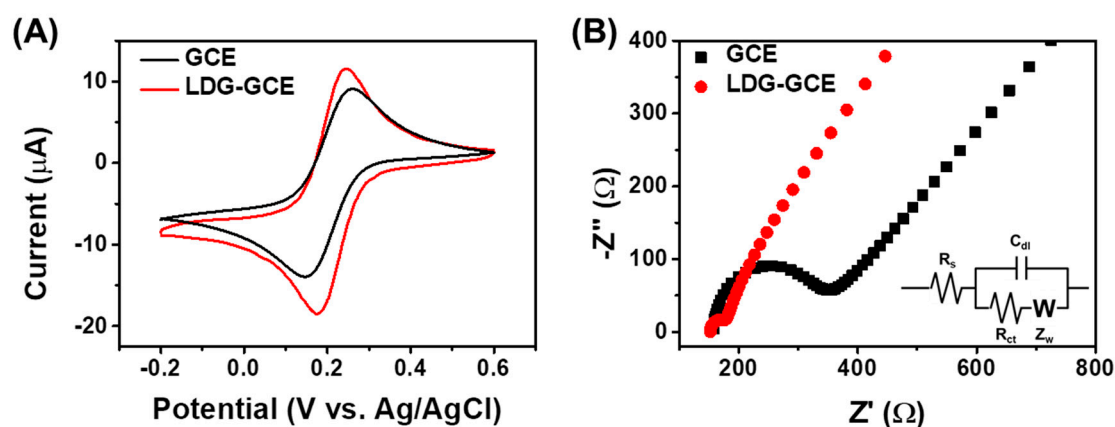 (A)
GCE
LDG-GCE
10
0
-10
-20
Current (μA)
-0.2 0.0 0.2 0.4 0.6
Potential (V vs. Ag/AgCl)
(B)
GCE
LDG-GCE
400
300
200
100
0
-Z'' (Ω)
200 400 600 800
Z' (Ω)
Cdl
Rs
W
Rct Zw